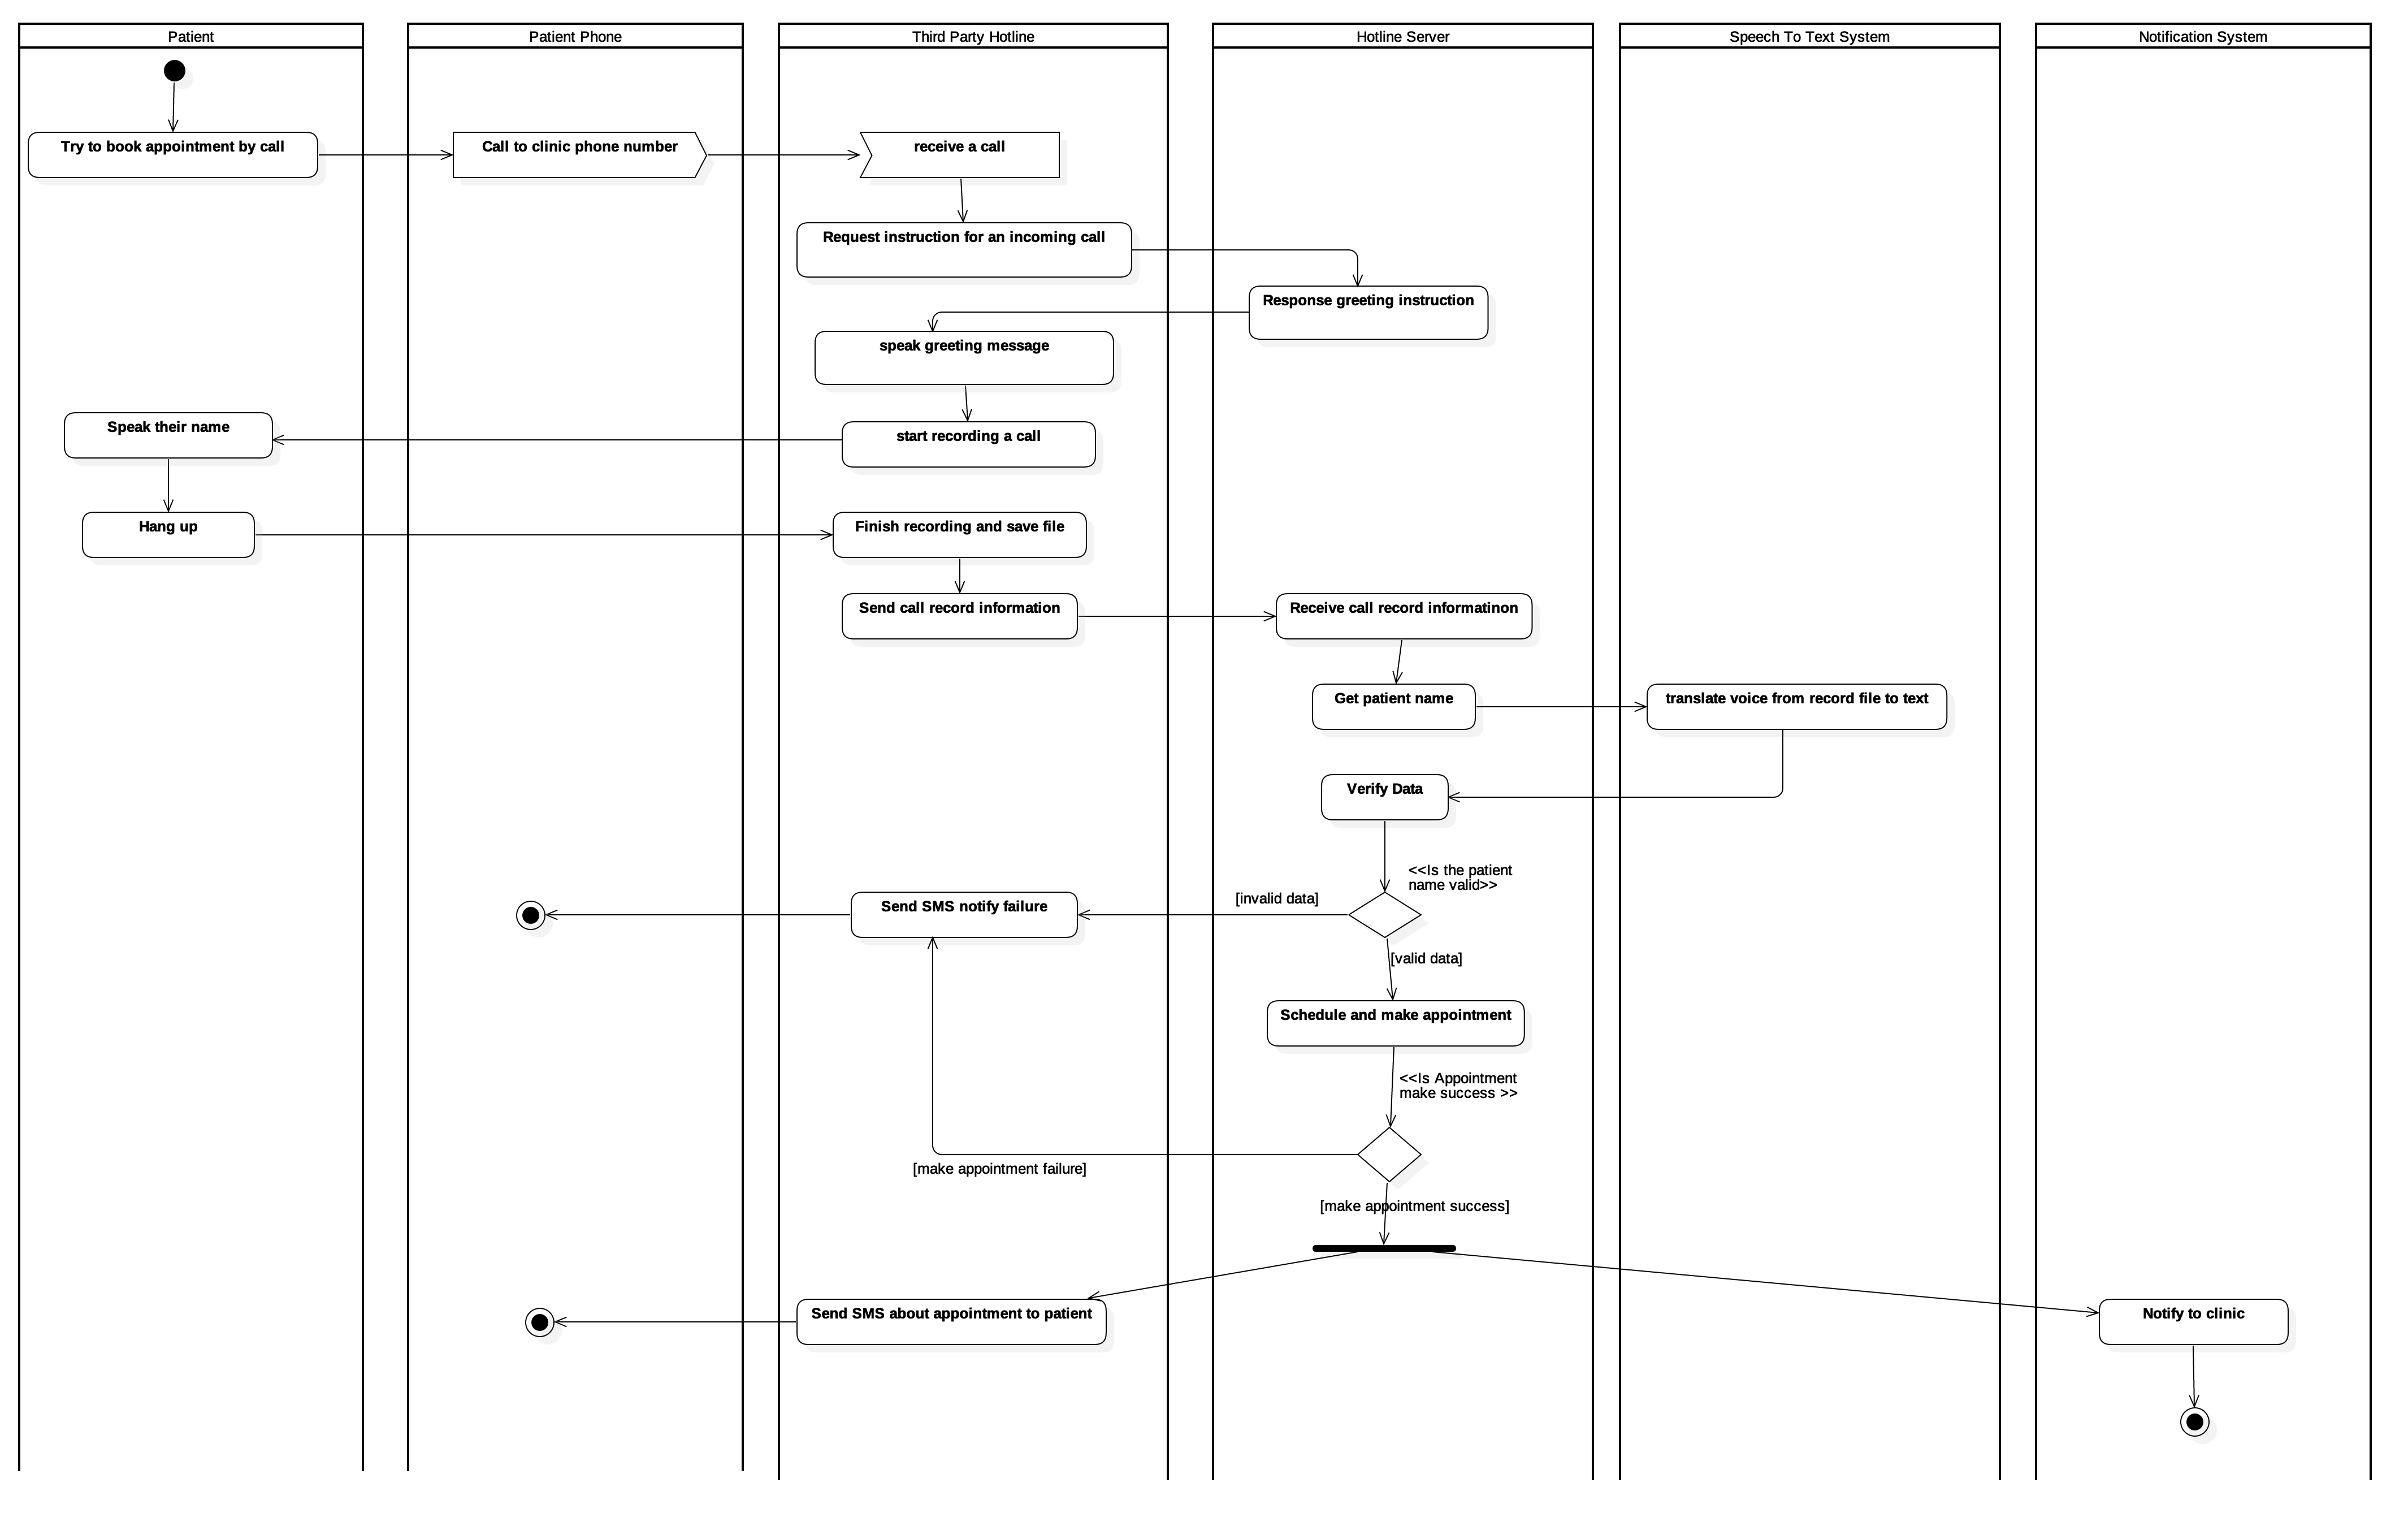 Patient
Patient Phone
Third Party Hotline
Hotline Server
Speech To Text System
Notification System
Try to book appointment by call
Call to clinic phone number
receive a call
Request instruction for an incoming call
Response greeting instruction
speak greeting message
Speak their name
start recording a call
Hang up
Finish recording and save file
Send call record information
Receive call record informatinon
Get patient name
translate voice from record file to text
Verify Data
<<Is the patient
name valid>>
[invalid data]
Send SMS notify failure
[valid data]
Schedule and make appointment
<<Is Appointment
make success >>
[make appointment failure]
[make appointment success]
Send SMS about appointment to patient
Notify to clinic